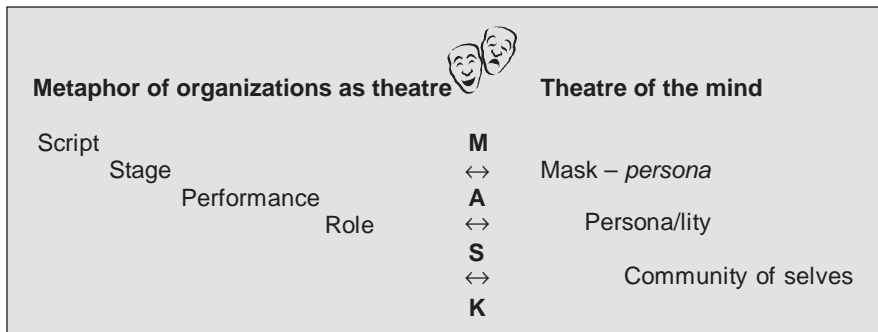 Metaphor of organizations as theatre Theatre of the mind
Script M
Stage ↔ Mask – persona
Performance A
Role ↔ Persona/lity
S
↔ Community of selves
K